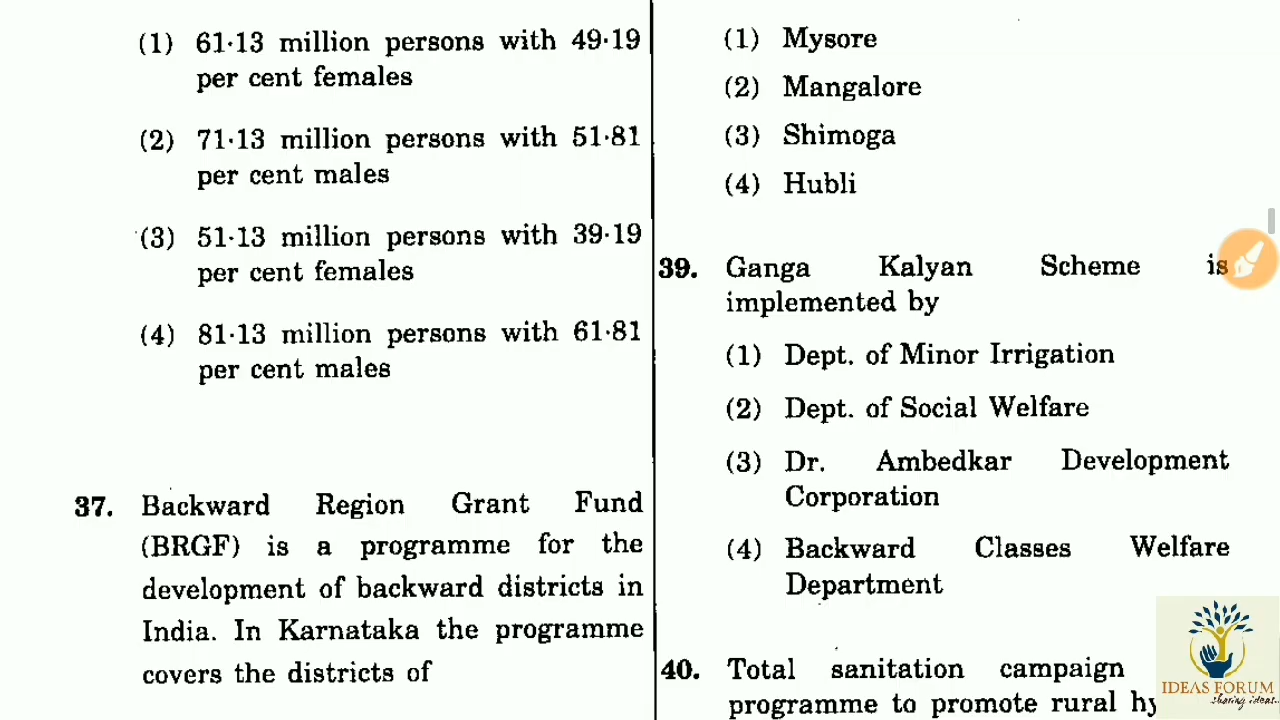 (1) 61·13 million persons with 49·19
per cent females
(2) 71·13 million persons with 51·81
per cent males
(3) 51·13 million persons with 39·19
per cent females
(4) 81·13 million persons with 61·81
per cent males
37. Backward Region Grant Fund
(BRGF) is a programme for the
development of backward districts in
India. In Karnataka the programme
covers the districts of
(1) Mysore
(2) Mangalore
(3) Shimoga
(4) Hubli
39. Ganga Kalyan Scheme is
implemented by
(1) Dept. of Minor Irrigation
(2) Dept. of Social Welfare
(3) Dr. Ambedkar Development
Corporation
(4) Backward Classes Welfare
Department
40. Total sanitation campaign
programme to promote rural hy
IDEAS FORUM
sharing ideas